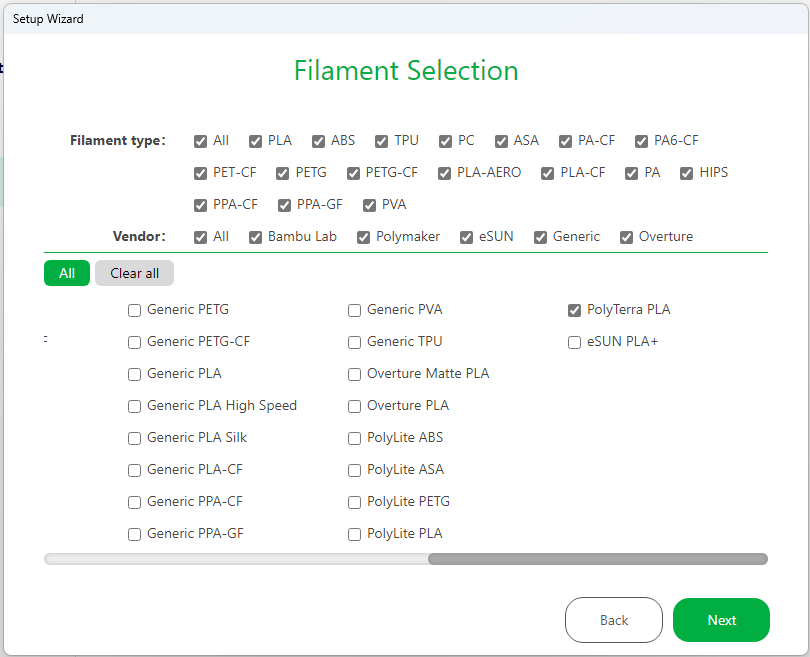 Setup Wizard
Filament Selection
Filament type: All PLA ABS TPU PC ASA PA-CF PA6-CF
PET-CF PETG PETG-CF PLA-AERO PLA-CF PA HIPS
PPA-CF PPA-GF PVA
Vendor: All Bambu Lab Polymaker eSUN Generic Overture
All Clear all
Generic PETG Generic PVA PolyTerra PLA
Generic PETG-CF Generic TPU eSUN PLA+
Generic PLA Overture Matte PLA
Generic PLA High Speed Overture PLA
Generic PLA Silk PolyLite ABS
Generic PLA-CF PolyLite ASA
Generic PPA-CF PolyLite PETG
Generic PPA-GF PolyLite PLA
Back Next